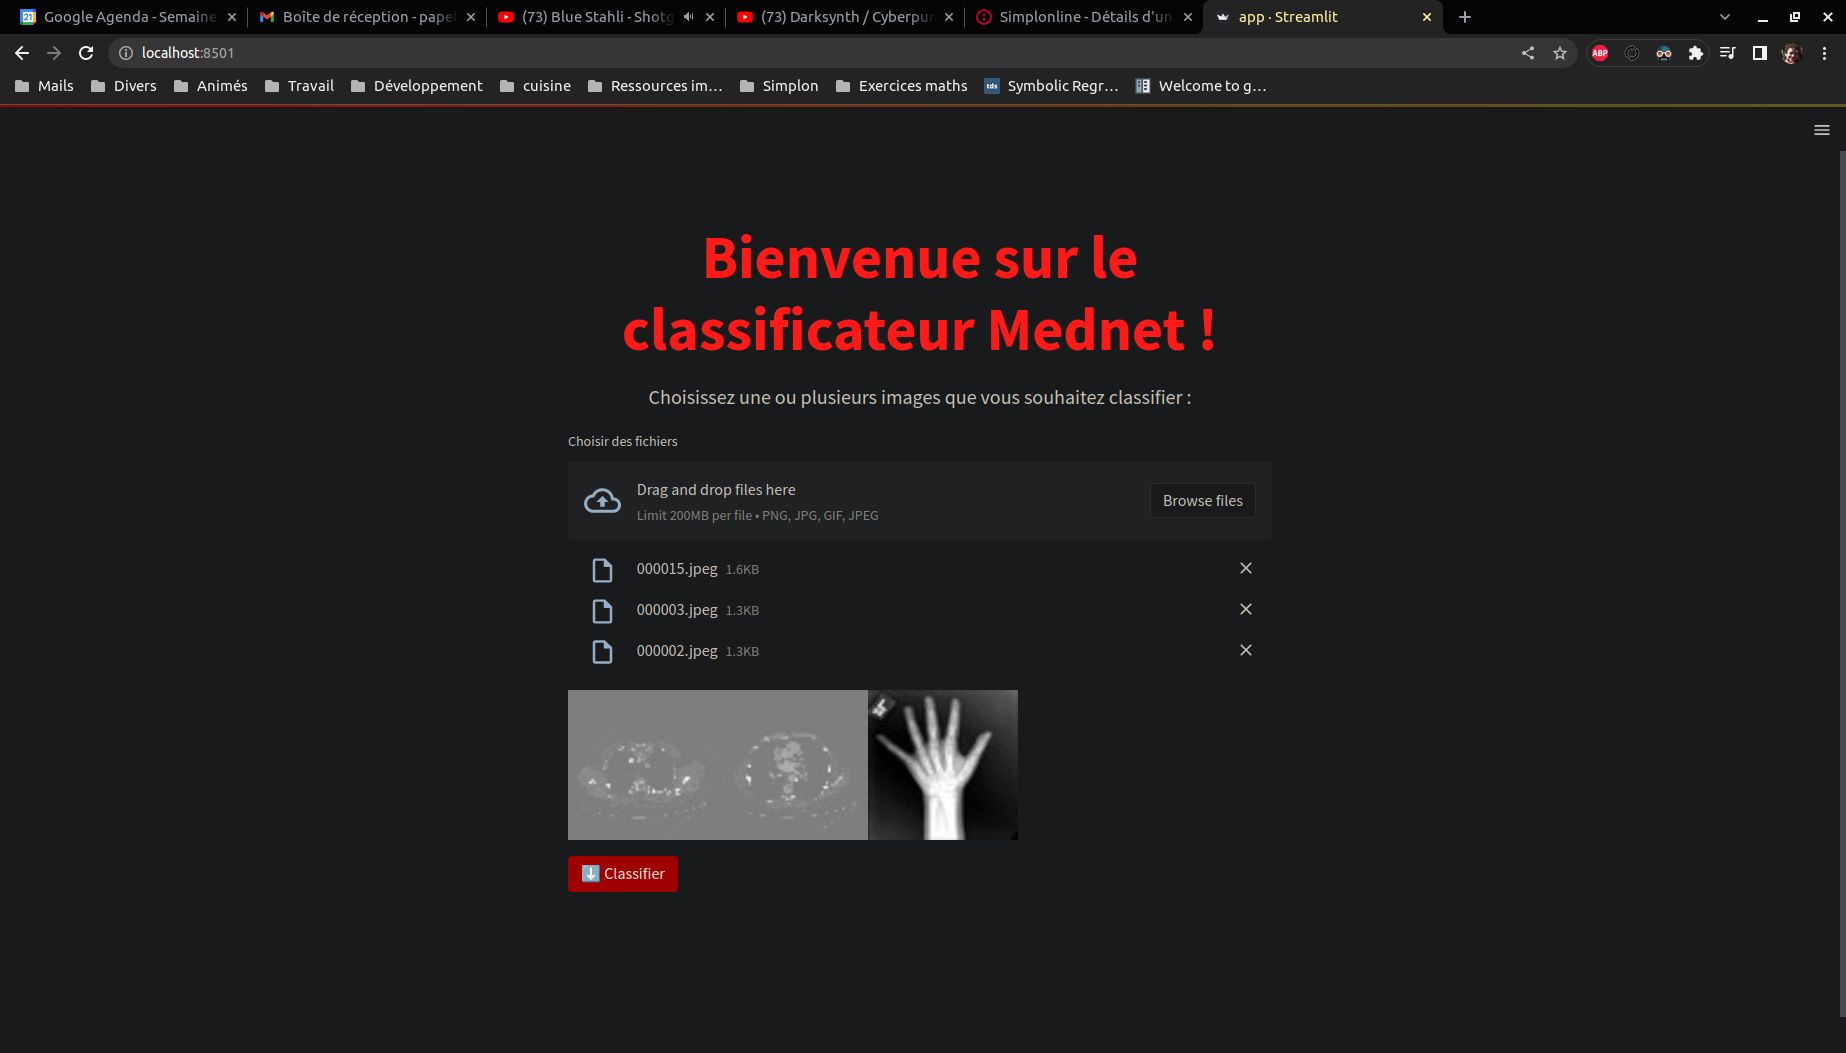 21 Google Agenda - Semaine
Boîte de réception - papel
(73) Blue Stahli - Shotg
(73) Darksynth / Cyberpun
Simplonline - Détails d'un
app · Streamlit
localhost:8501
ABP
Mails
Divers
Animés
Travail
Développement
cuisine
Ressources im...
Simplon
Exercices maths
tds Symbolic Regr...
Welcome to g...
Bienvenue sur le
classificateur Mednet !
Choisissez une ou plusieurs images que vous souhaitez classifier :
Choisir des fichiers
Drag and drop files here
Limit 200MB per file • PNG, JPG, GIF, JPEG
Browse files
000015.jpeg 1.6KB
000003.jpeg 1.3KB
000002.jpeg 1.3KB
⬇️ Classifier